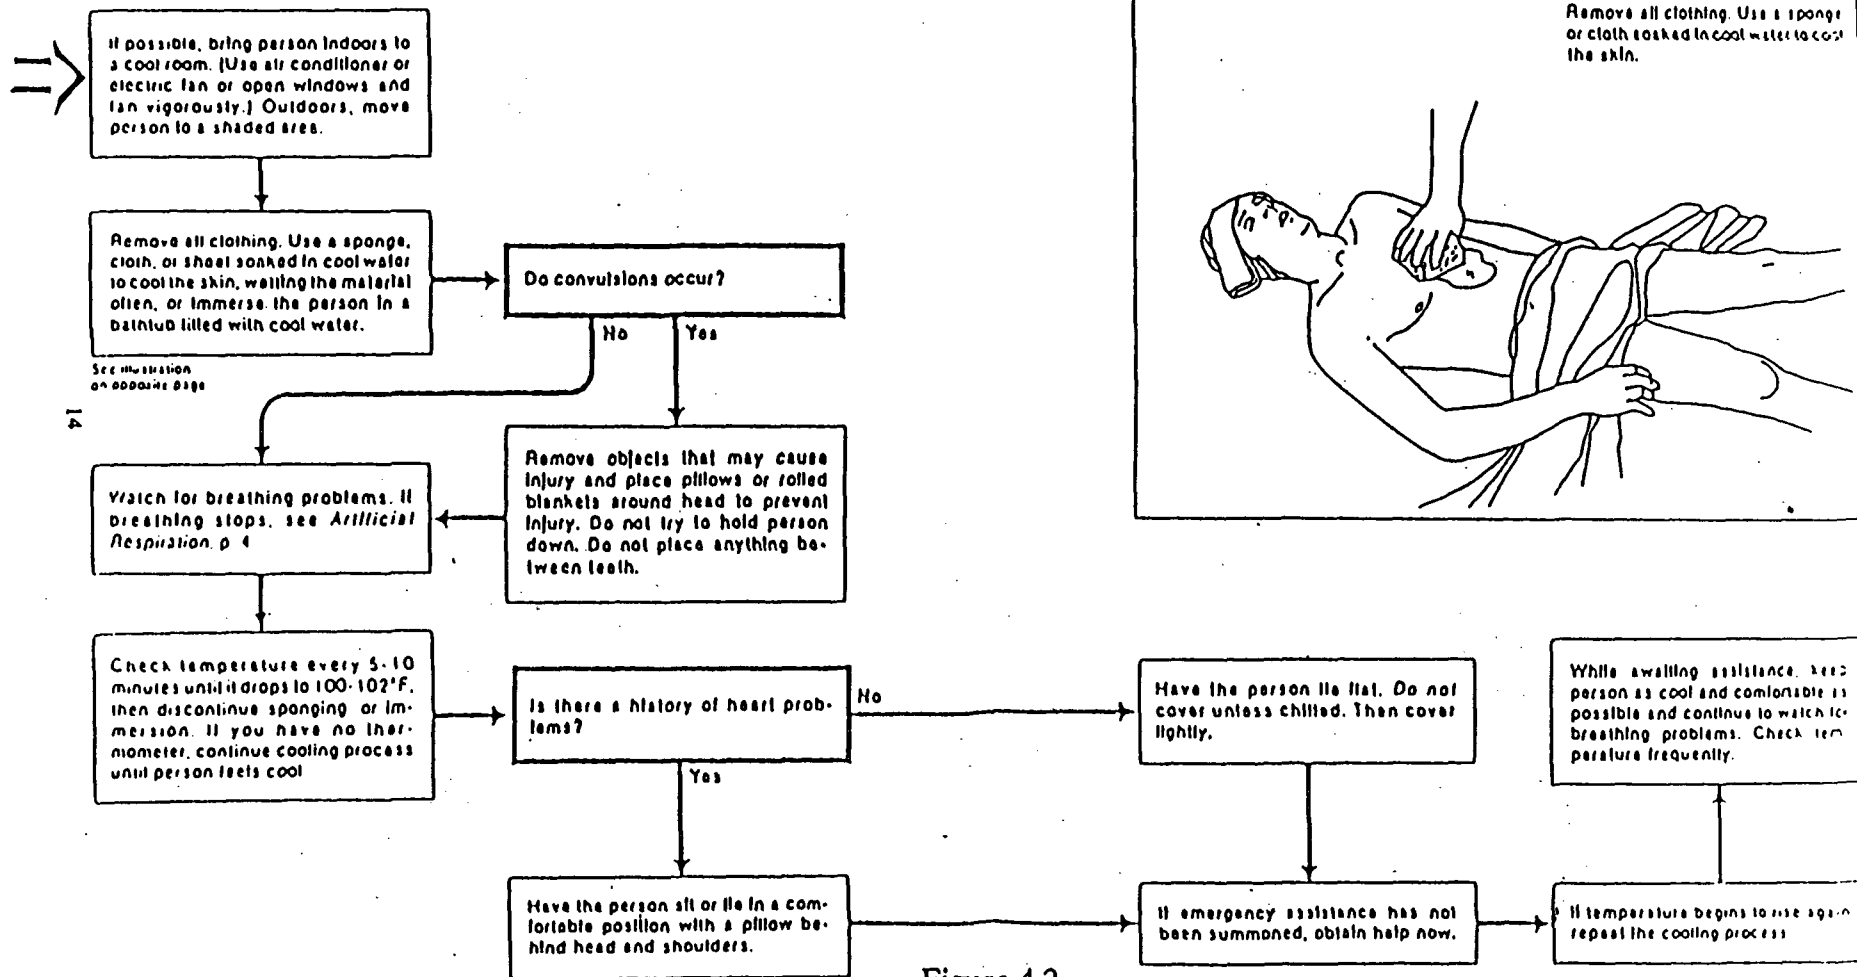 If possible, bring person indoors to
a cool room. (Use air conditioner or
electric fan or open windows and
fan vigorously.) Outdoors, move
person to a shaded area.
Remove all clothing. Use a sponge,
cloth, or sheet soaked in cool water
to cool the skin, wetting the material
often, or immerse the person in a
bathtub filled with cool water.
See illustration
on opposite page
14
Do convulsions occur?
No
Yes
Remove objects that may cause
injury and place pillows or rolled
blankets around head to prevent
injury. Do not try to hold person
down. Do not place anything be-
tween teeth.
Watch for breathing problems. If
breathing stops, see Artificial
Respiration, p 4
Check temperature every 5-10
minutes until it drops to 100-102°F,
then discontinue sponging or im-
mersion. If you have no ther-
mometer, continue cooling process
until person feels cool
Is there a history of heart prob-
lems?
No
Yes
Have the person lie flat. Do not
cover unless chilled. Then cover
lightly.
Have the person sit or lie in a com-
fortable position with a pillow be-
hind head and shoulders.
If emergency assistance has not
been summoned, obtain help now.
If temperature begins to rise again
repeat the cooling process
While awaiting assistance, keep
person as cool and comfortable as
possible and continue to watch for
breathing problems. Check tem
perature frequently.
Remove all clothing. Use a sponge
or cloth soaked in cool water to cool
the skin.
Figure 4.2